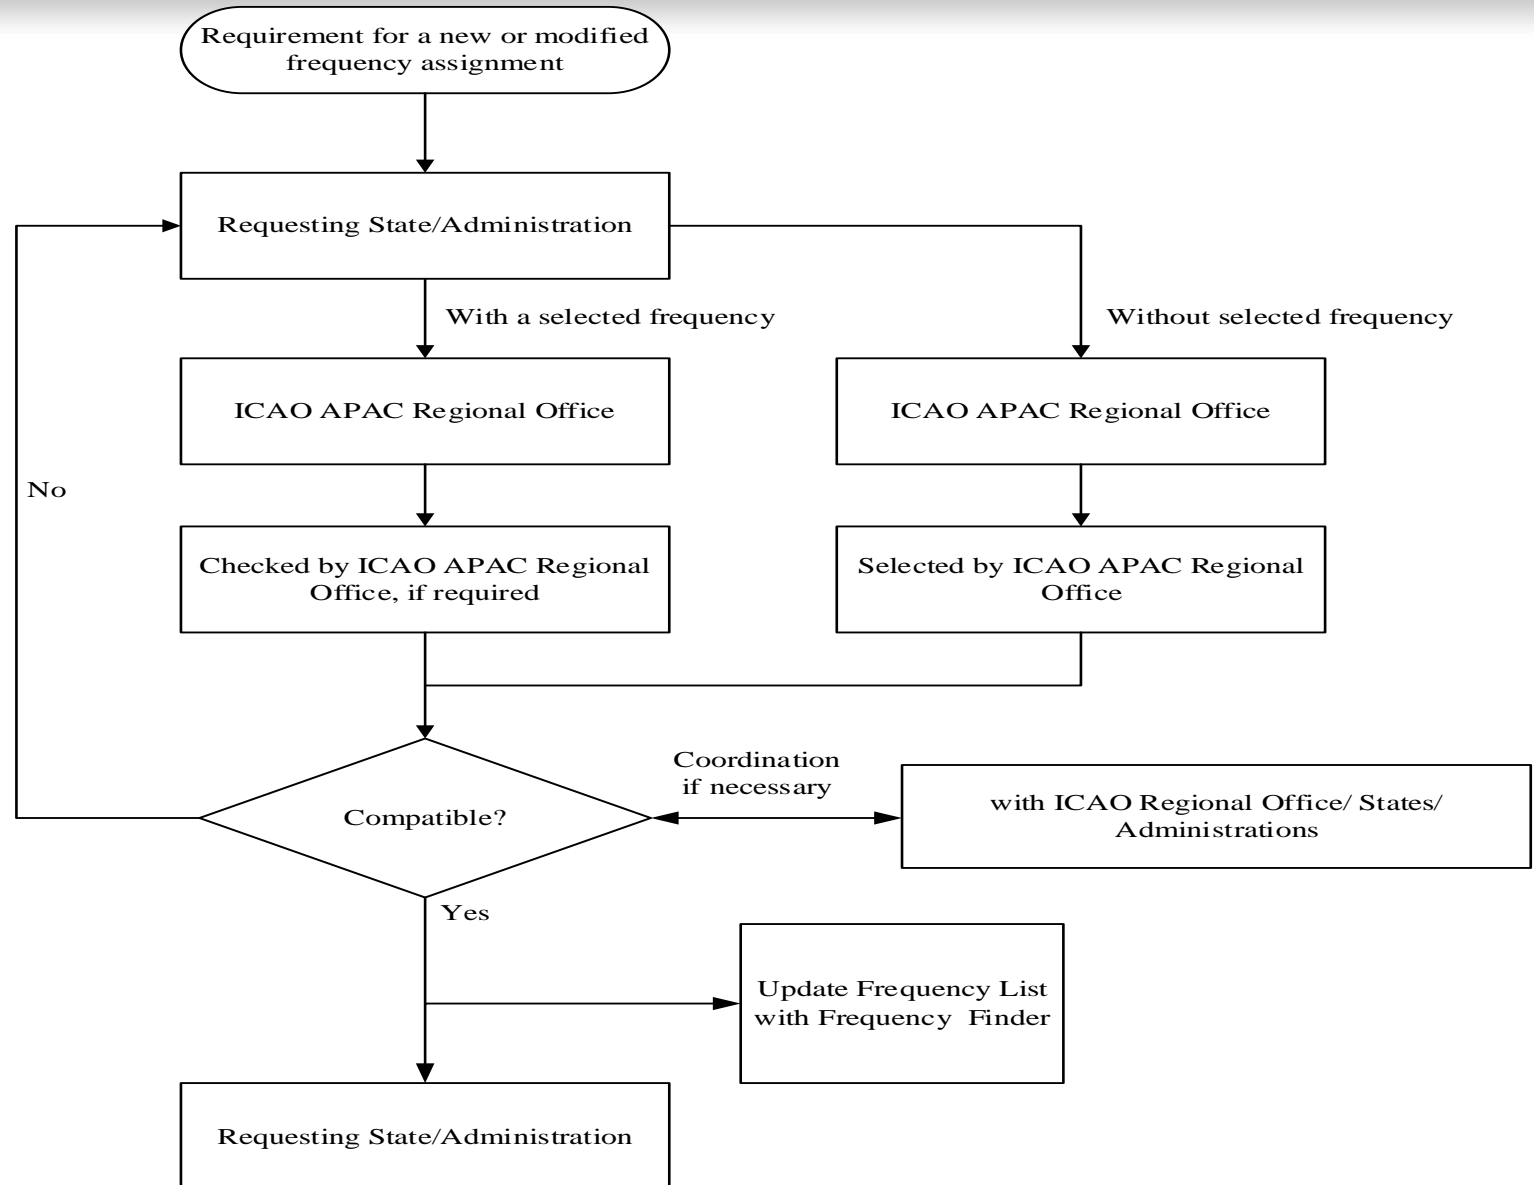 Requirement for a new or modified
frequency assignment
Requesting State/Administration
With a selected frequency
Without selected frequency
ICAO APAC Regional Office
ICAO APAC Regional Office
No
Checked by ICAO APAC Regional
Office, if required
Selected by ICAO APAC Regional
Office
Coordination
if necessary
Compatible?
with ICAO Regional Office/ States/
Administrations
Yes
Update Frequency List
with Frequency  Finder
Requesting State/Administration